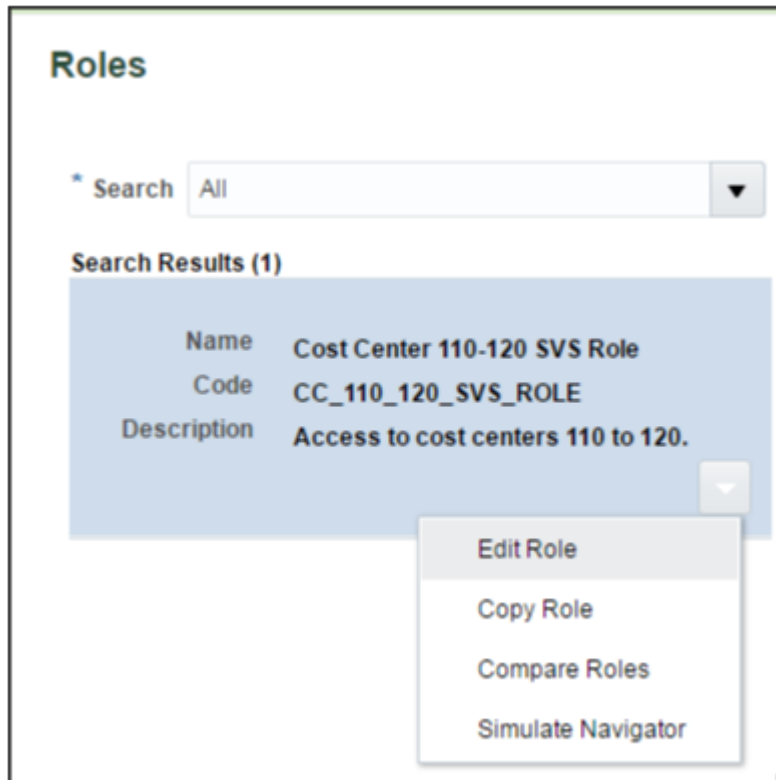 Roles
* Search All
Search Results (1)
Name Cost Center 110-120 SVS Role
Code CC_110_120_SVS_ROLE
Description Access to cost centers 110 to 120.
Edit Role
Copy Role
Compare Roles
Simulate Navigator